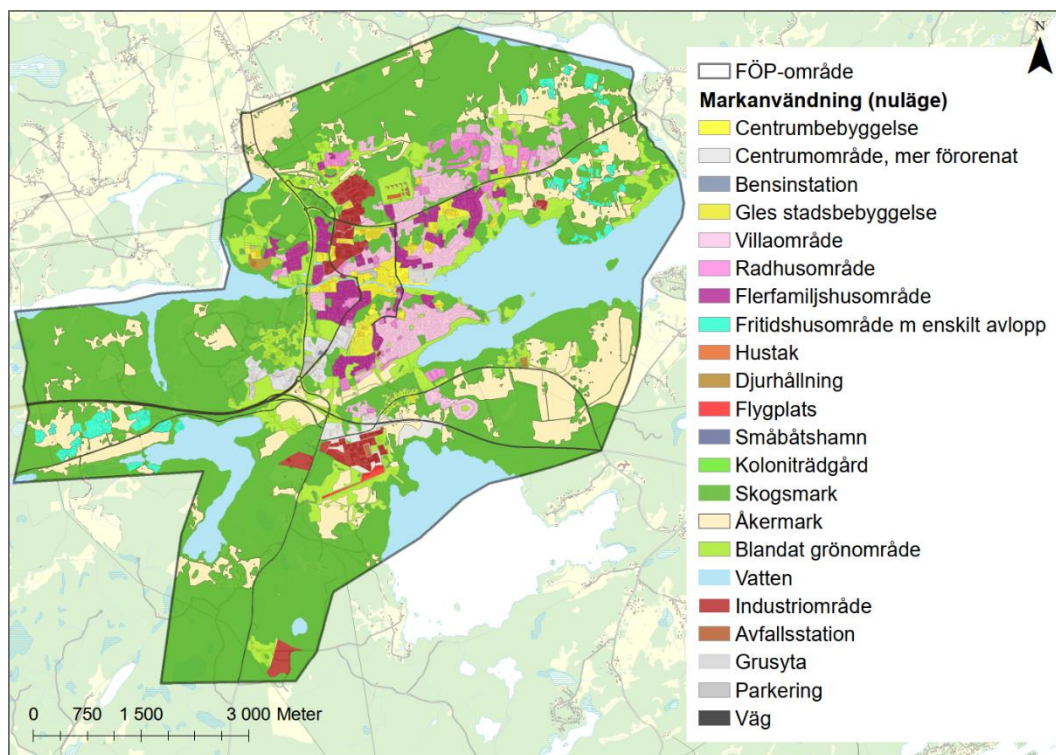 N
FÖP-område
Markanvändning (nuläge)
Centrumbebyggelse
Centrumområde, mer förorenat
Bensinstation
Gles stadsbebyggelse
Villaområde
Radhusområde
Flerfamiljshusområde
Fritidshusområde m enskilt avlopp
Hustak
Djurhållning
Flygplats
Småbåtshamn
Koloniträdgård
Skogsmark
Åkermark
Blandat grönområde
Vatten
Industriområde
Avfallsstation
Grusyta
Parkering
Väg
0 750 1 500 3 000 Meter